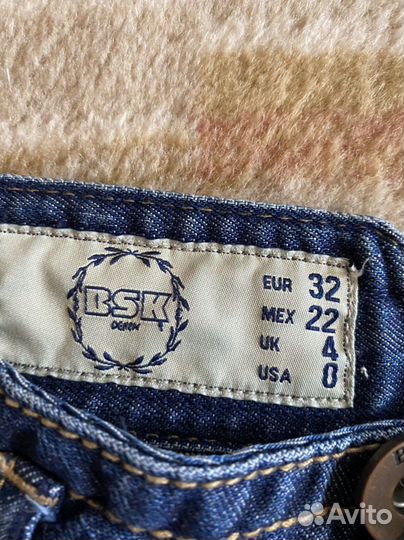 BSK
DENIM
EUR 32
MEX 22
UK 4
USA 0
Avito